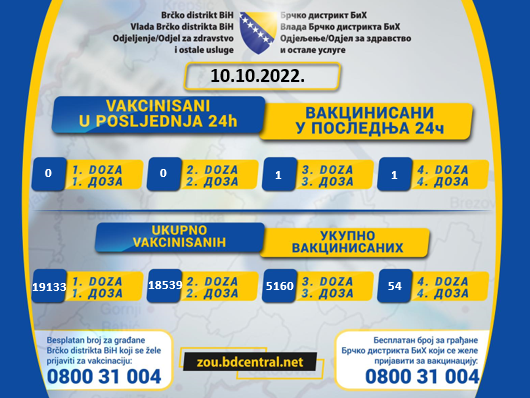 Brčko distrikt BiH
Vlada Brčko distrikta BiH
Odjeljenje/Odjel za zdravstvo
i ostale usluge
Брчко дистрикт БиХ
Влада Брчко дистрикта БиХ
Одјељење/Одјел за здравство
и остале услуге
10.10.2022.
VAKCINISANI
U POSLJEDNJA 24h
ВАКЦИНИСАНИ
У ПОСЛЕДЊА 24ч
0
1. DOZA
1. ДОЗА
0
2. DOZA
2. ДОЗА
1
3. DOZA
3. ДОЗА
1
4. DOZA
4. ДОЗА
UKUPNO
VAKCINISANIH
УКУПНО
ВАКЦИНИСАНИХ
19133
1. DOZA
1. ДОЗА
18539
2. DOZA
2. ДОЗА
5160
3. DOZA
3. ДОЗА
54
4. DOZA
4. ДОЗА
Besplatan broj za građane
Brčko distrikta BiH koji se žele
prijaviti za vakcinaciju:
0800 31 004
zou.bdcentral.net
Бесплатан број за грађане
Брчко дистрикта БиХ који се желе
пријавити за вакцинацију:
0800 31 004